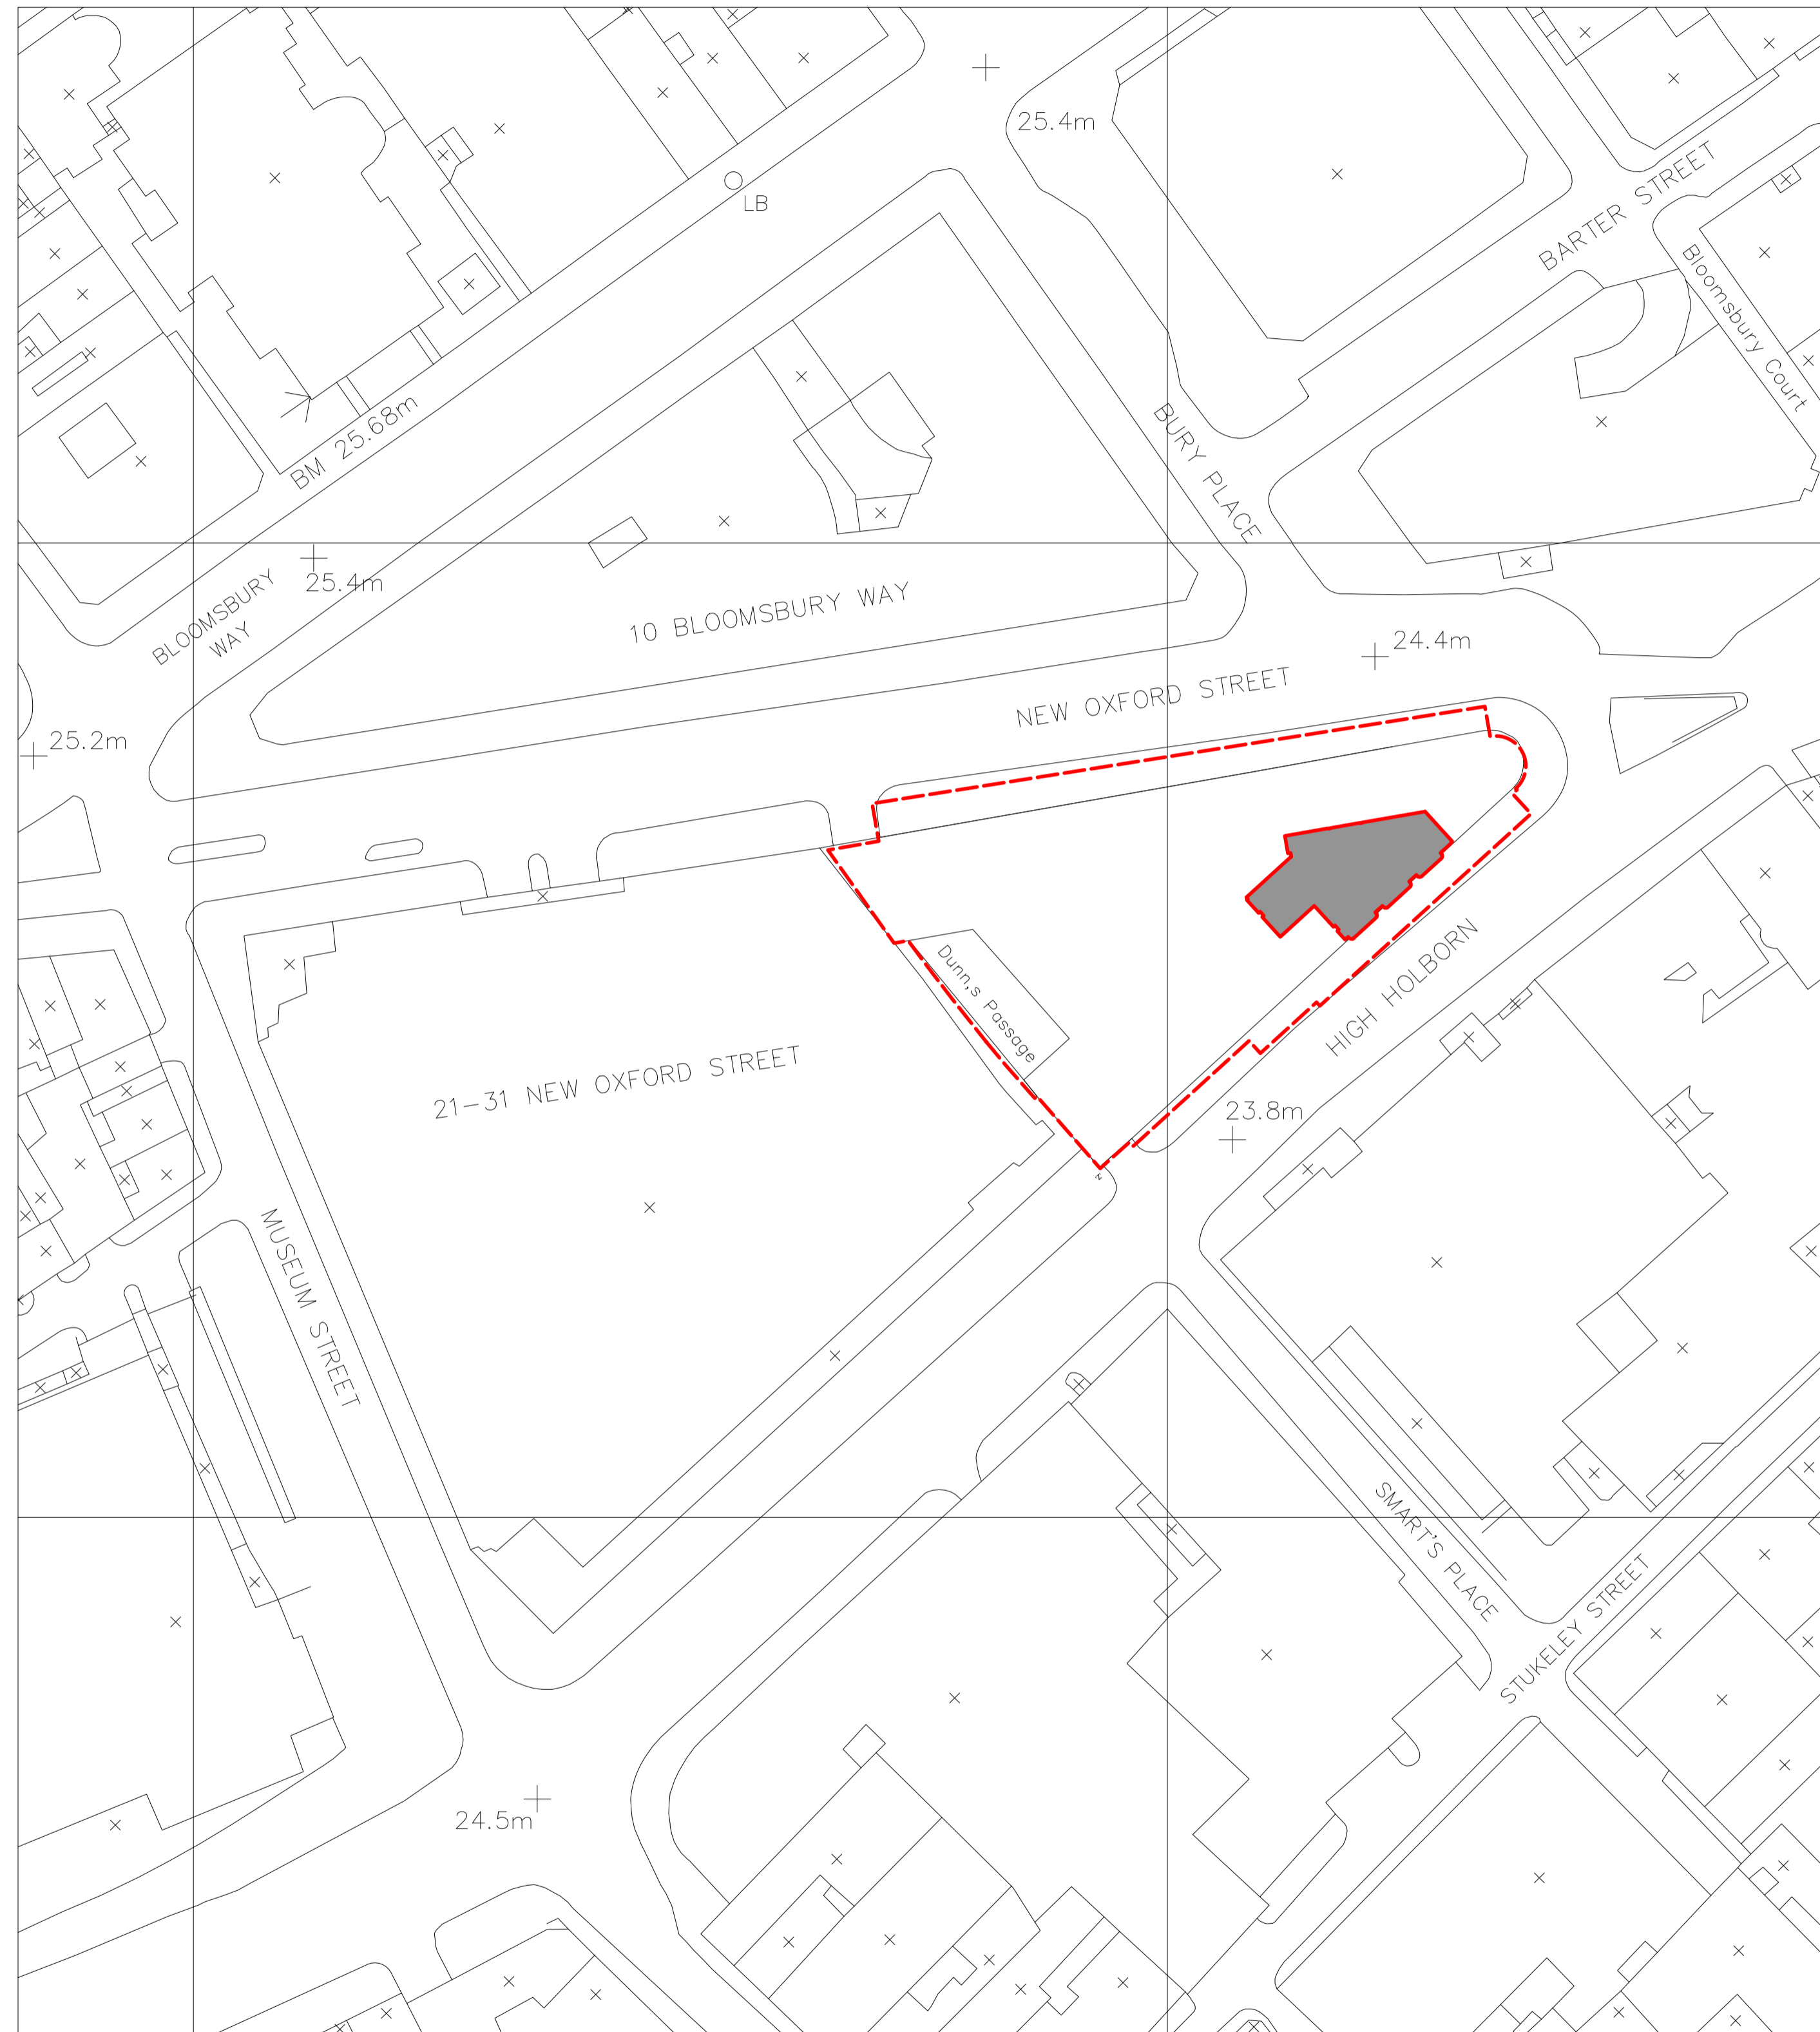 25.4m
LB
BARTER STREET
Bloomsbury Court
BM 25.68m
BURY PLACE
25.4m
BLOOMSBURY
WAY
10 BLOOMSBURY WAY
24.4m
NEW OXFORD STREET
25.2m
Dunn,s Passage
HIGH HOLBORN
21-31 NEW OXFORD STREET
23.8m
MUSEUM STREET
SMART'S PLACE
STUKELEY STREET
24.5m